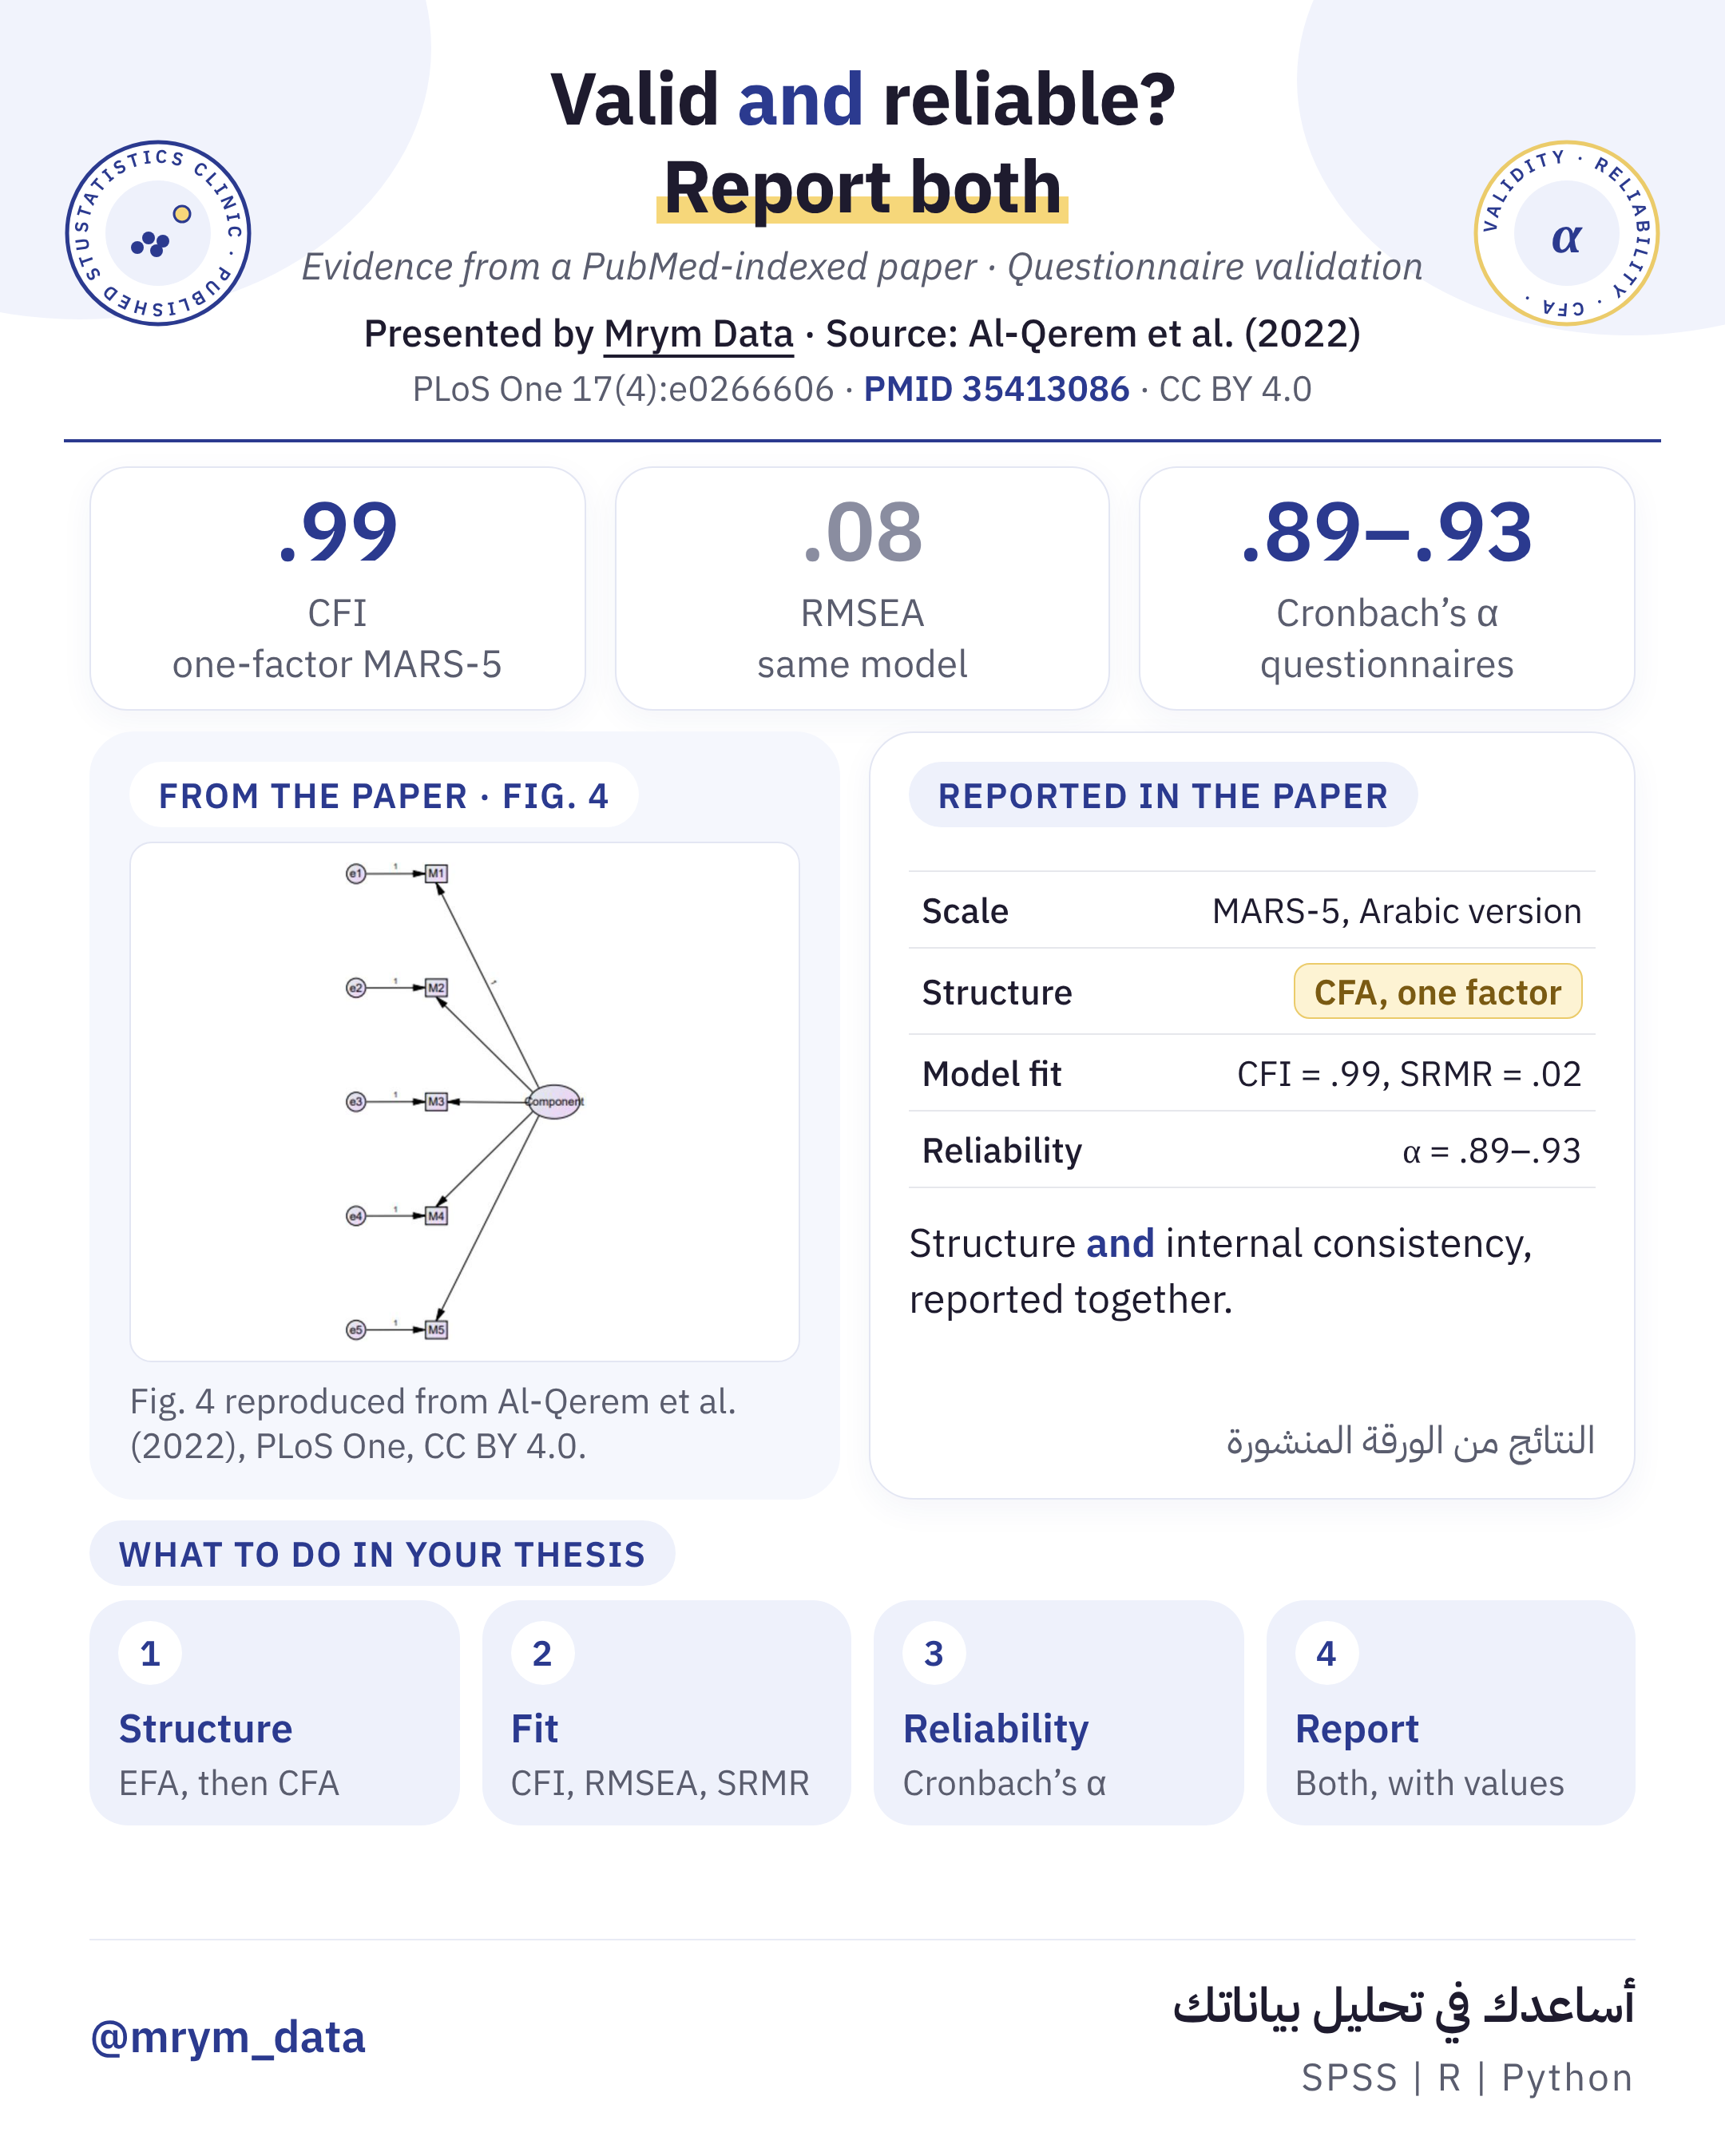 Valid and reliable?
Report both
STATISTICS CLINIC · PUBLISHED STU
VALIDITY · RELIABILITY · CFA ·
α
Evidence from a PubMed-indexed paper · Questionnaire validation
Presented by Mrym Data · Source: Al-Qerem et al. (2022)
PLoS One 17(4):e0266606 · PMID 35413086 · CC BY 4.0
.99
CFI
one-factor MARS-5
.08
RMSEA
same model
.89–.93
Cronbach’s α
questionnaires
FROM THE PAPER · FIG. 4
e1 1 M1
1
e2 1 M2
e3 1 M3 Component
e4 1 M4
e5 1 M5
Fig. 4 reproduced from Al-Qerem et al.
(2022), PLoS One, CC BY 4.0.
REPORTED IN THE PAPER
Scale MARS-5, Arabic version
Structure CFA, one factor
Model fit CFI = .99, SRMR = .02
Reliability α = .89–.93
Structure and internal consistency,
reported together.
النتائج من الورقة المنشورة
WHAT TO DO IN YOUR THESIS
1
Structure
EFA, then CFA
2
Fit
CFI, RMSEA, SRMR
3
Reliability
Cronbach’s α
4
Report
Both, with values
@mrym_data
أساعدك في تحليل بياناتك
SPSS | R | Python